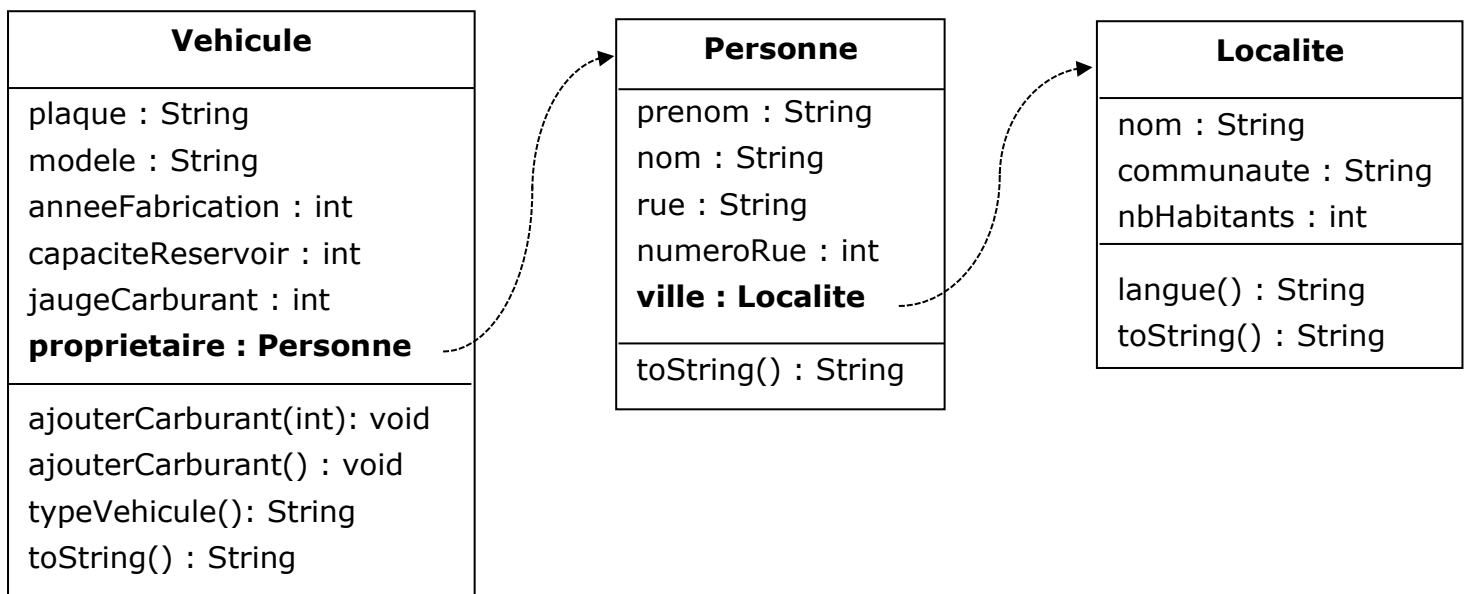 Vehicule
plaque : String
modele : String
anneeFabrication : int
capaciteReservoir : int
jaugeCarburant : int
proprietaire : Personne
ajouterCarburant(int): void
ajouterCarburant() : void
typeVehicule(): String
toString() : String
Personne
prenom : String
nom : String
rue : String
numeroRue : int
ville : Localite
toString() : String
Localite
nom : String
communaute : String
nbHabitants : int
langue() : String
toString() : String